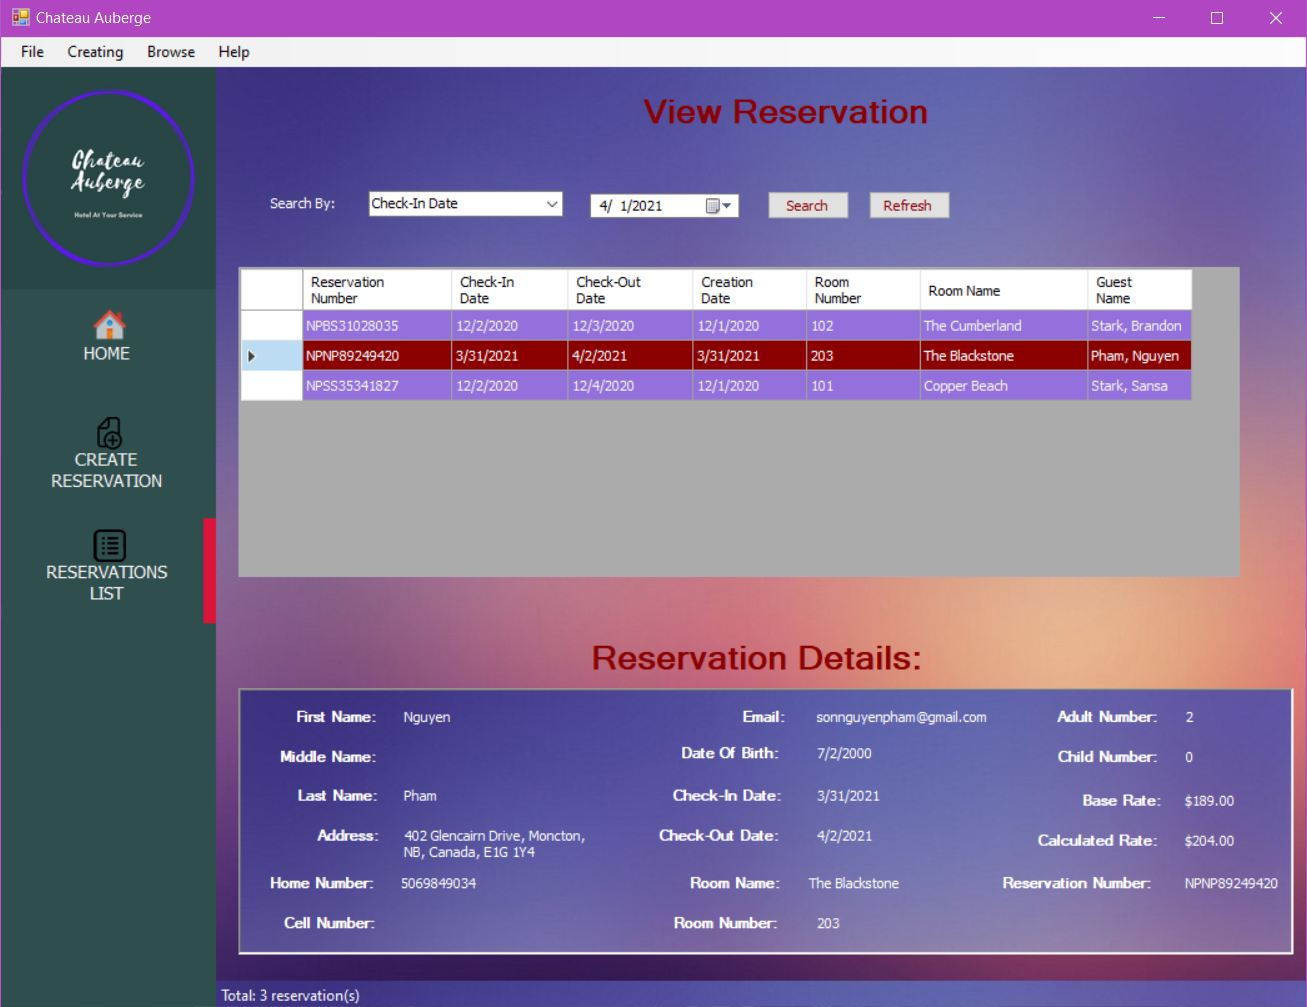 Chateau Auberge
File Creating Browse Help
Chateau
Auberge
Hotel At Your Service
HOME
CREATE
RESERVATION
RESERVATIONS
LIST
View Reservation
Search By: Check-In Date 4/ 1/2021 Search Refresh
Reservation Number Check-In Date Check-Out Date Creation Date Room Number Room Name Guest Name
NPBS31028035 12/2/2020 12/3/2020 12/1/2020 102 The Cumberland Stark, Brandon
NPNP89249420 3/31/2021 4/2/2021 3/31/2021 203 The Blackstone Pham, Nguyen
NPSS35341827 12/2/2020 12/4/2020 12/1/2020 101 Copper Beach Stark, Sansa
Reservation Details:
First Name: Nguyen Email: sonnguyenpham@gmail.com Adult Number: 2
Middle Name: Date Of Birth: 7/2/2000 Child Number: 0
Last Name: Pham Check-In Date: 3/31/2021 Base Rate: $189.00
Address: 402 Glencairn Drive, Moncton, Check-Out Date: 4/2/2021 Calculated Rate: $204.00
NB, Canada, E1G 1Y4
Home Number: 5069849034 Room Name: The Blackstone Reservation Number: NPNP89249420
Cell Number: Room Number: 203
Total: 3 reservation(s)